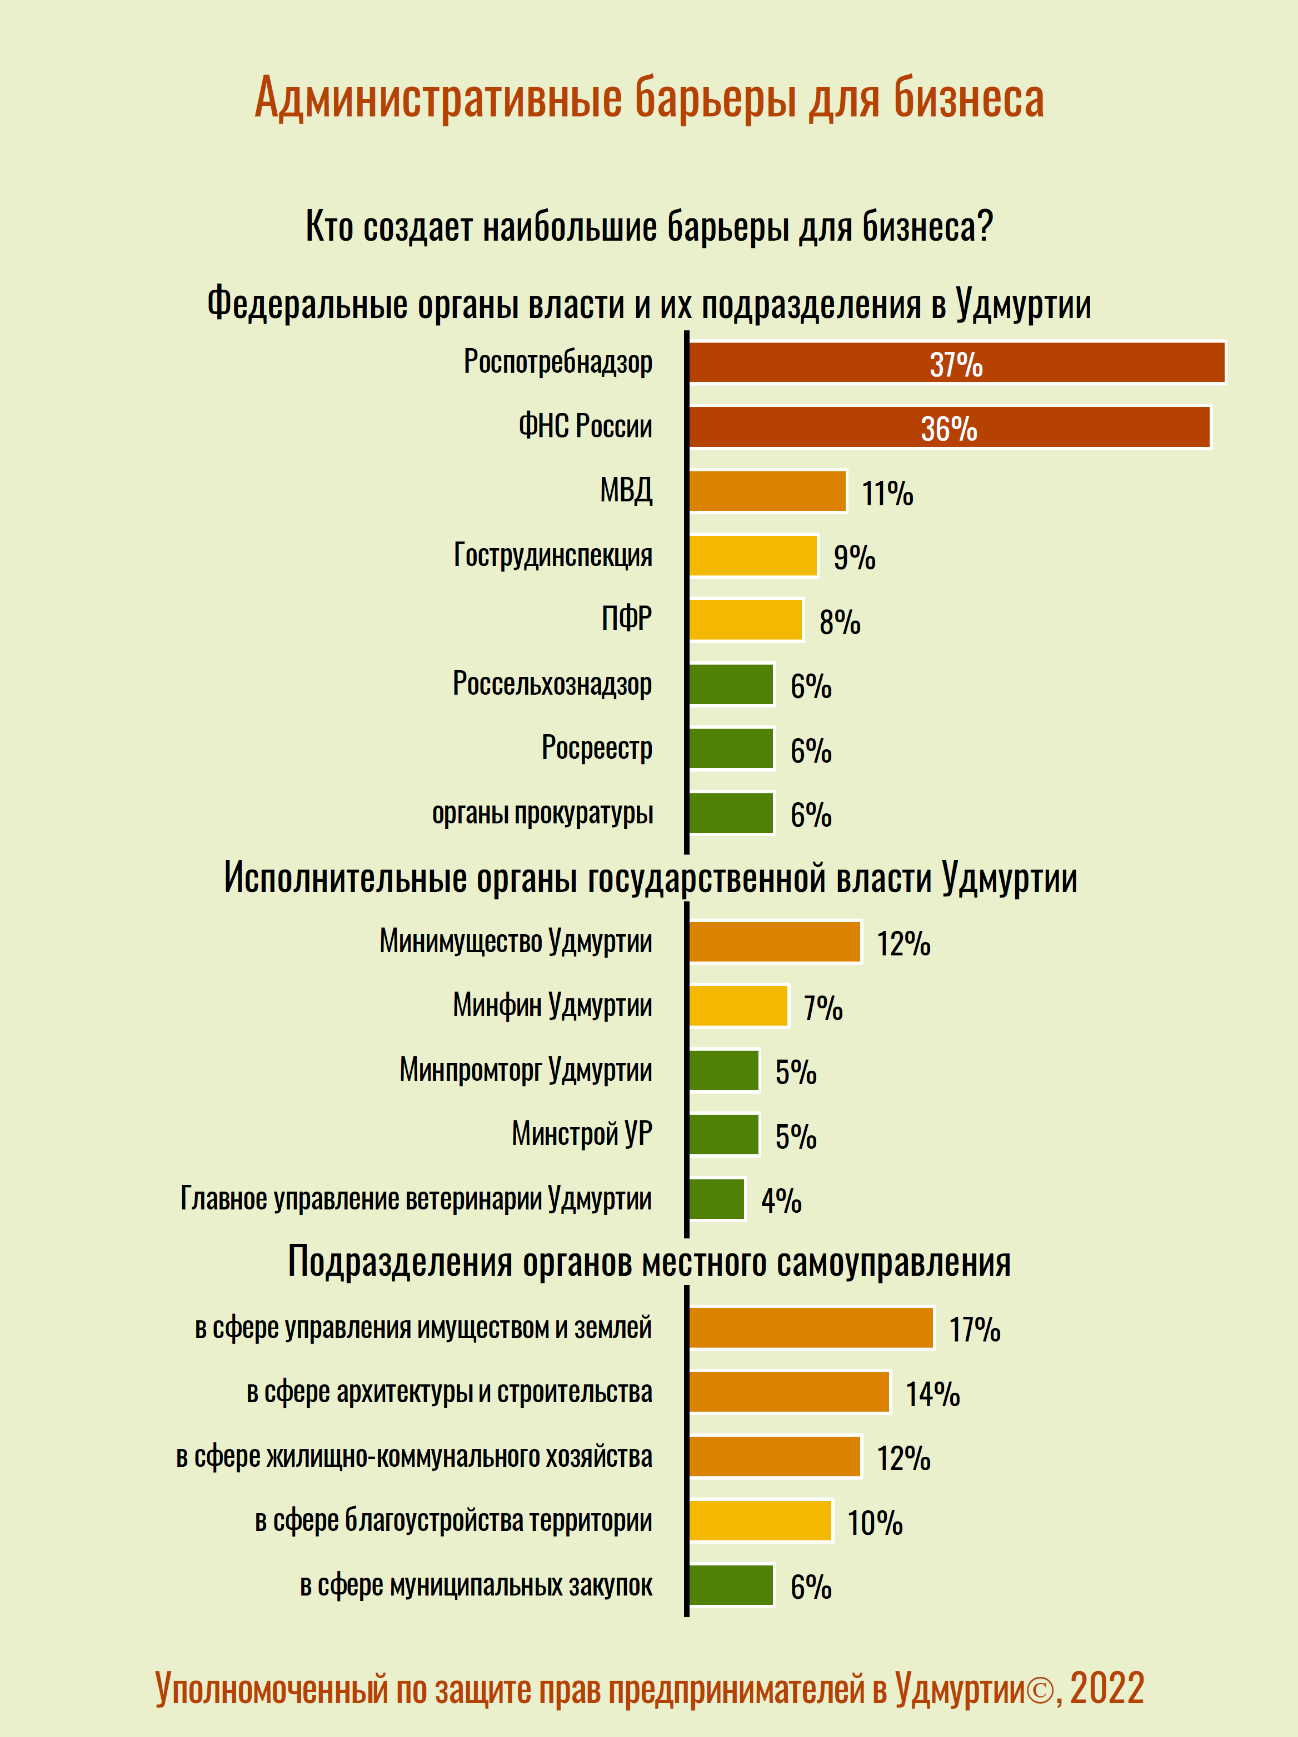 Административные барьеры для бизнеса
Кто создает наибольшие барьеры для бизнеса?
Федеральные органы власти и их подразделения в Удмуртии
Роспотребнадзор 37%
ФНС России 36%
МВД 11%
Гострудинспекция 9%
ПФР 8%
Россельхознадзор 6%
Росреестр 6%
органы прокуратуры 6%
Исполнительные органы государственной власти Удмуртии
Минимущество Удмуртии 12%
Минфин Удмуртии 7%
Минпромторг Удмуртии 5%
Минстрой УР 5%
Главное управление ветеринарии Удмуртии 4%
Подразделения органов местного самоуправления
в сфере управления имуществом и землей 17%
в сфере архитектуры и строительства 14%
в сфере жилищно-коммунального хозяйства 12%
в сфере благоустройства территории 10%
в сфере муниципальных закупок 6%
Уполномоченный по защите прав предпринимателей в Удмуртии©, 2022